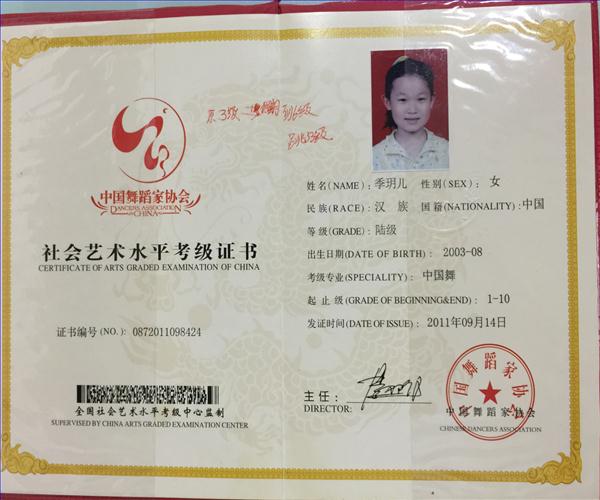 中国舞蹈家协会
DANCERS ASSOCIATION
CHINA
社会艺术水平考级证书
CERTIFICATE OF ARTS GRADED EXAMINATION OF CHINA
证书编号(NO.): 0872011098424
全国社会艺术水平考级中心监制
SUPERVISED BY CHINA ARTS GRADED EXAMINATION CENTER
姓名(NAME): 季玥儿 性别(SEX): 女
民族(RACE): 汉 族 国籍(NATIONALITY): 中国
等级(GRADE): 陆级
出生日期(DATE OF BIRTH): 2003-08
考级专业(SPECIALITY): 中国舞
起止级(GRADE OF BEGINNING&END): 1-10
发证时间(DATE OF ISSUE): 2011年09月14日
主任:
DIRECTOR:
中国舞蹈家协会
中国舞蹈家协会
CHINESE DANCERS ASSOCIATION